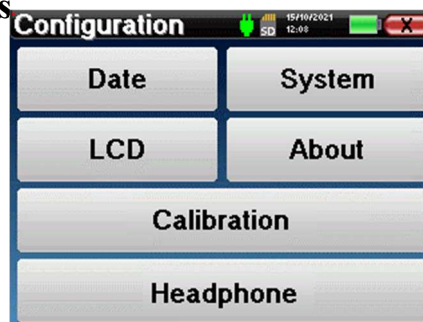 s
Configuration SD 15/10/2021 X
12:08
Date System
LCD About
Calibration
Headphone